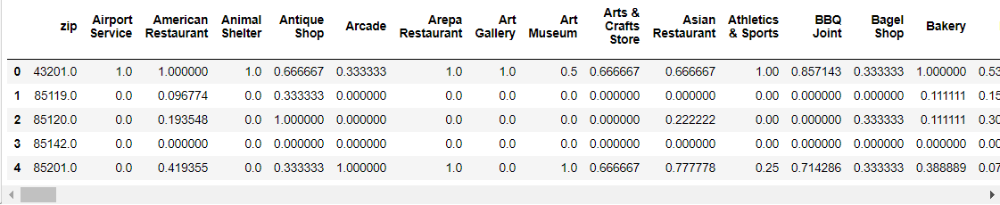 zip Airport Service American Restaurant Animal Shelter Antique Shop Arcade Arepa Restaurant Art Gallery Art Museum Arts & Crafts Store Asian Restaurant Athletics & Sports BBQ Joint Bagel Shop Bakery
0 43201.0 1.0 1.000000 1.0 0.666667 0.333333 1.0 1.0 0.5 0.666667 0.666667 1.00 0.857143 0.333333 1.000000 0.53
1 85119.0 0.0 0.096774 0.0 0.333333 0.000000 0.0 0.0 0.0 0.000000 0.000000 0.00 0.000000 0.000000 0.111111 0.15
2 85120.0 0.0 0.193548 0.0 1.000000 0.000000 0.0 0.0 0.0 0.000000 0.222222 0.00 0.000000 0.333333 0.111111 0.30
3 85142.0 0.0 0.000000 0.0 0.000000 0.000000 0.0 0.0 0.0 0.000000 0.000000 0.00 0.000000 0.000000 0.000000 0.00
4 85201.0 0.0 0.419355 0.0 0.333333 1.000000 1.0 0.0 1.0 0.666667 0.777778 0.25 0.714286 0.333333 0.388889 0.07